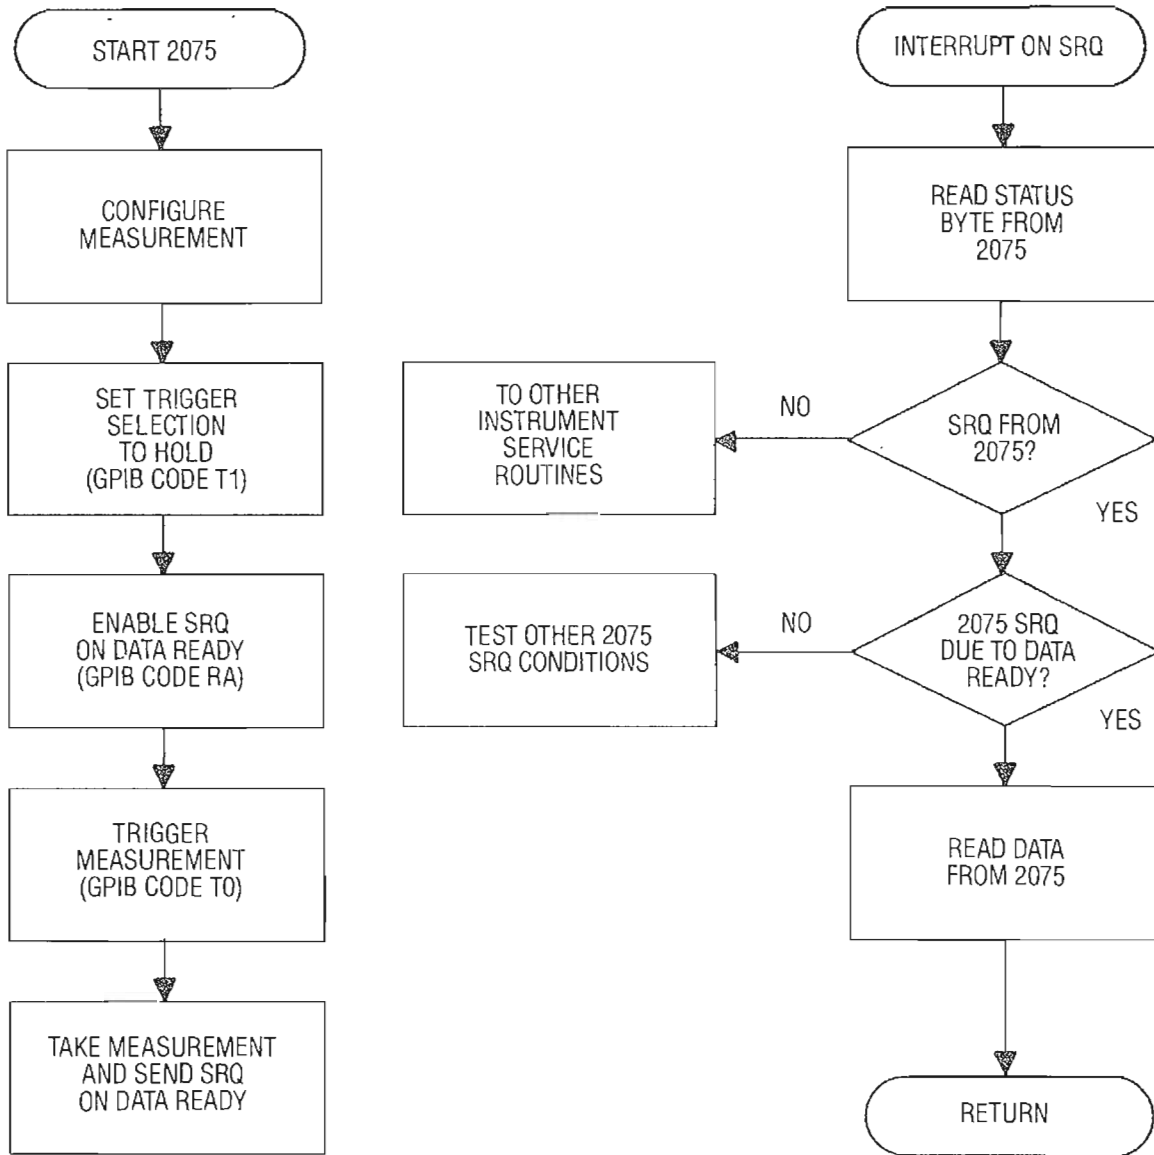 START 2075
CONFIGURE
MEASUREMENT
SET TRIGGER
SELECTION
TO HOLD
(GPIB CODE T1)
ENABLE SRQ
ON DATA READY
(GPIB CODE RA)
TRIGGER
MEASUREMENT
(GPIB CODE T0)
TAKE MEASUREMENT
AND SEND SRQ
ON DATA READY
INTERRUPT ON SRQ
READ STATUS
BYTE FROM
2075
SRQ FROM
2075?
NO
TO OTHER
INSTRUMENT
SERVICE
ROUTINES
YES
2075 SRQ
DUE TO DATA
READY?
NO
TEST OTHER 2075
SRQ CONDITIONS
YES
READ DATA
FROM 2075
RETURN